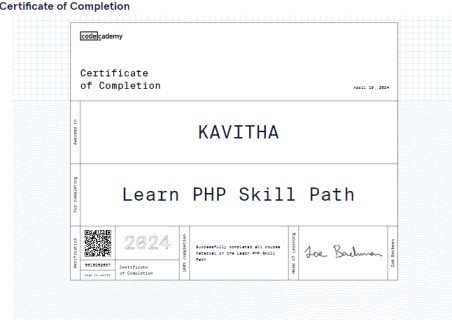 Certificate of Completion
codecademy
Certificate
of Completion
April 10, 2024
Awarded to
KAVITHA
For completing
Learn PHP Skill Path
Verification
Scan to verify
2024
Certificate
of Completion
100% completion
Successfully completed all course
material in the Learn PHP Skill
Path
Head of Learning
Joe Bachman
Joe Bachman